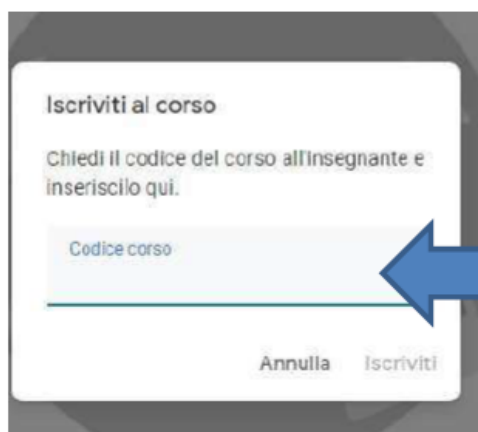 Iscriviti al corso
Chiedi il codice del corso all'insegnante e
inseriscilo qui.
Codice corso
Annulla Iscriviti